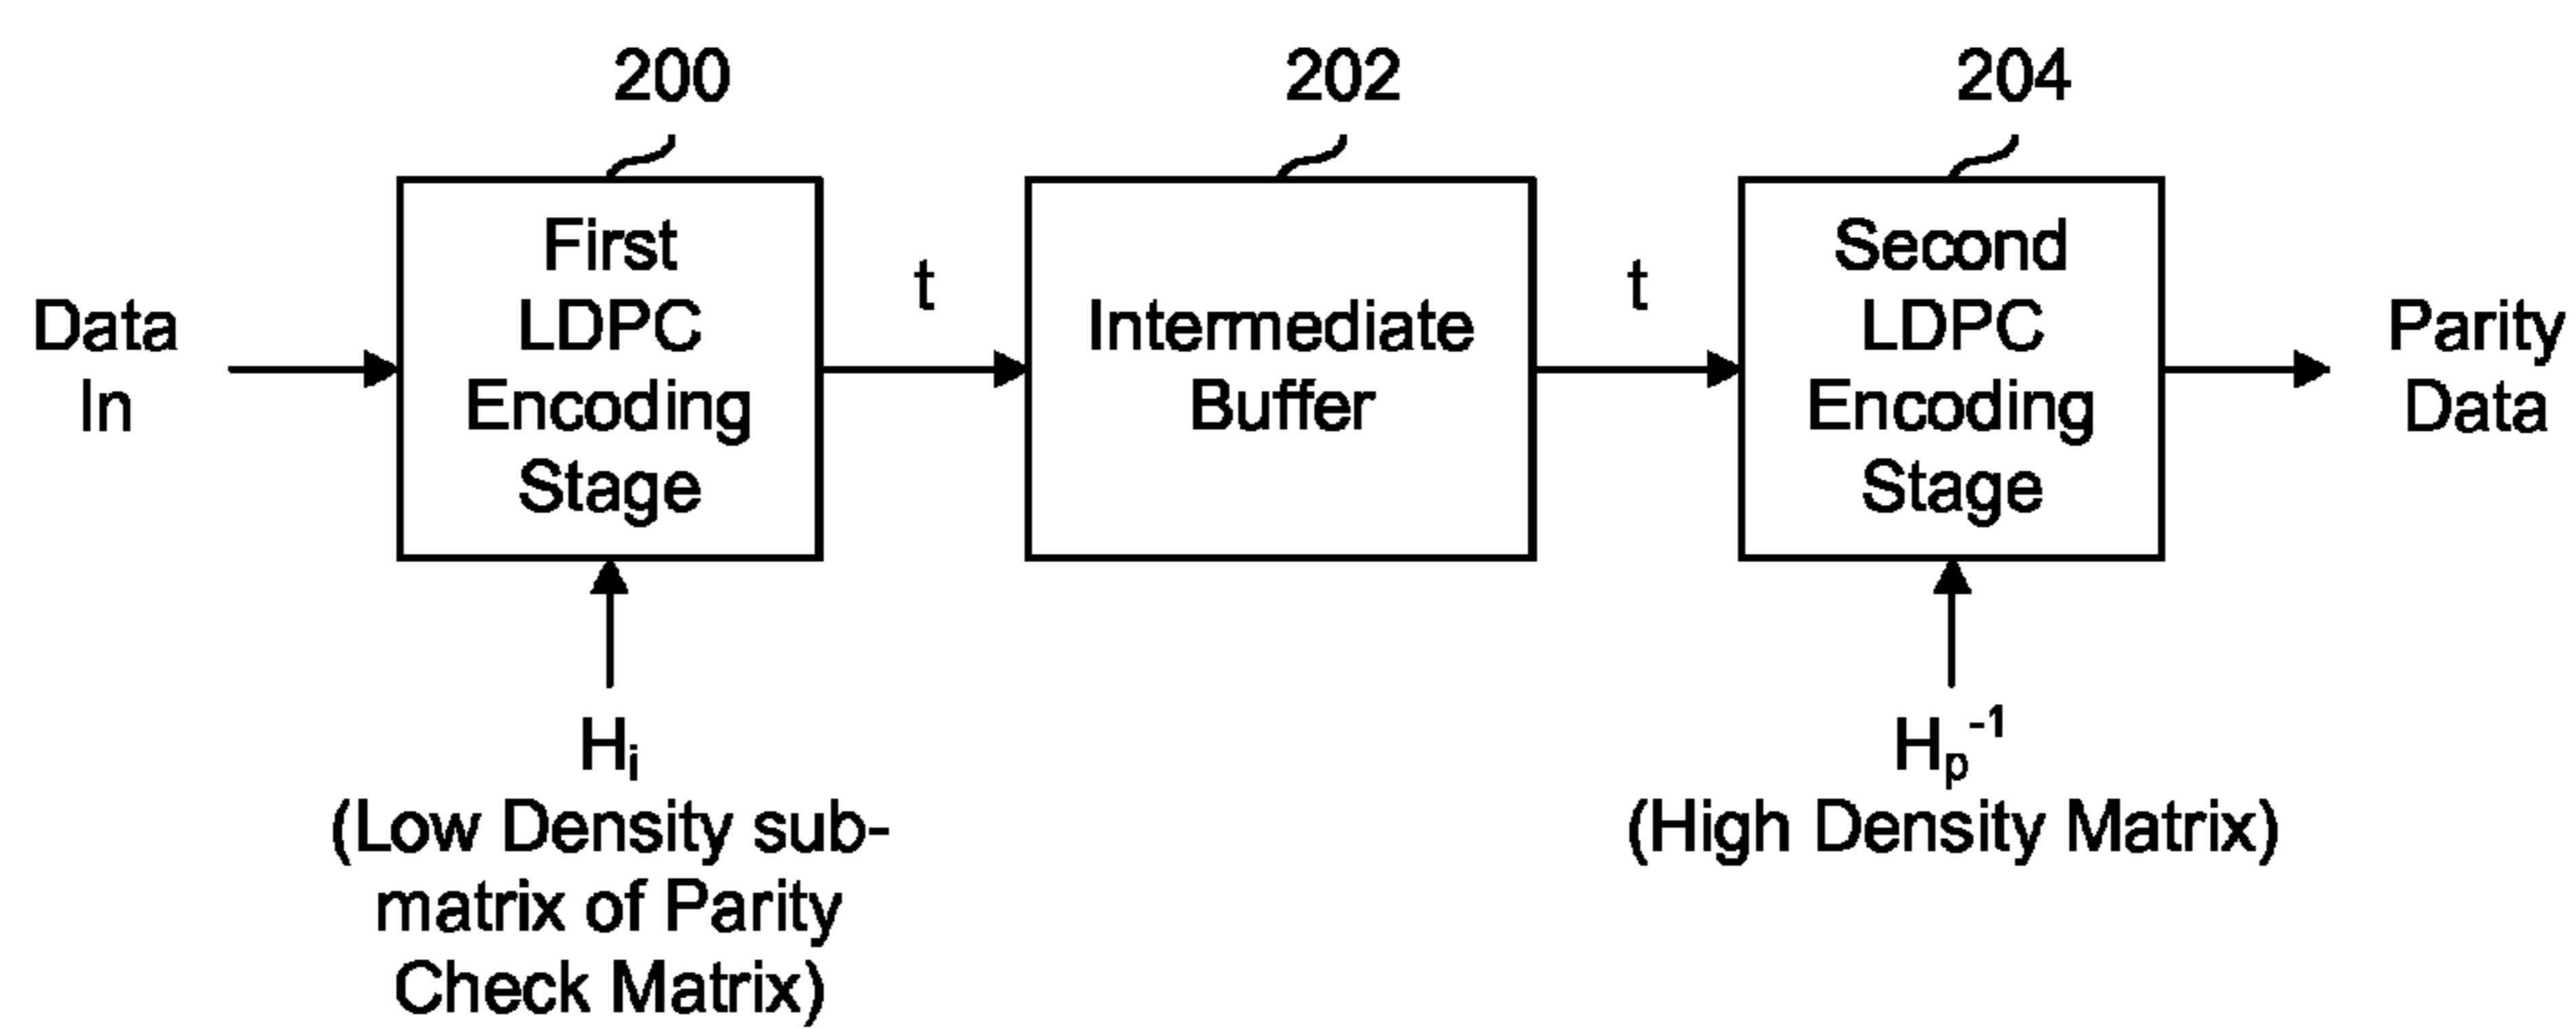 200
202
204
Data
In
First
LDPC
Encoding
Stage
t
Intermediate
Buffer
t
Second
LDPC
Encoding
Stage
Parity
Data
Hi
(Low Density sub-
matrix of Parity
Check Matrix)
Hp-1
(High Density Matrix)